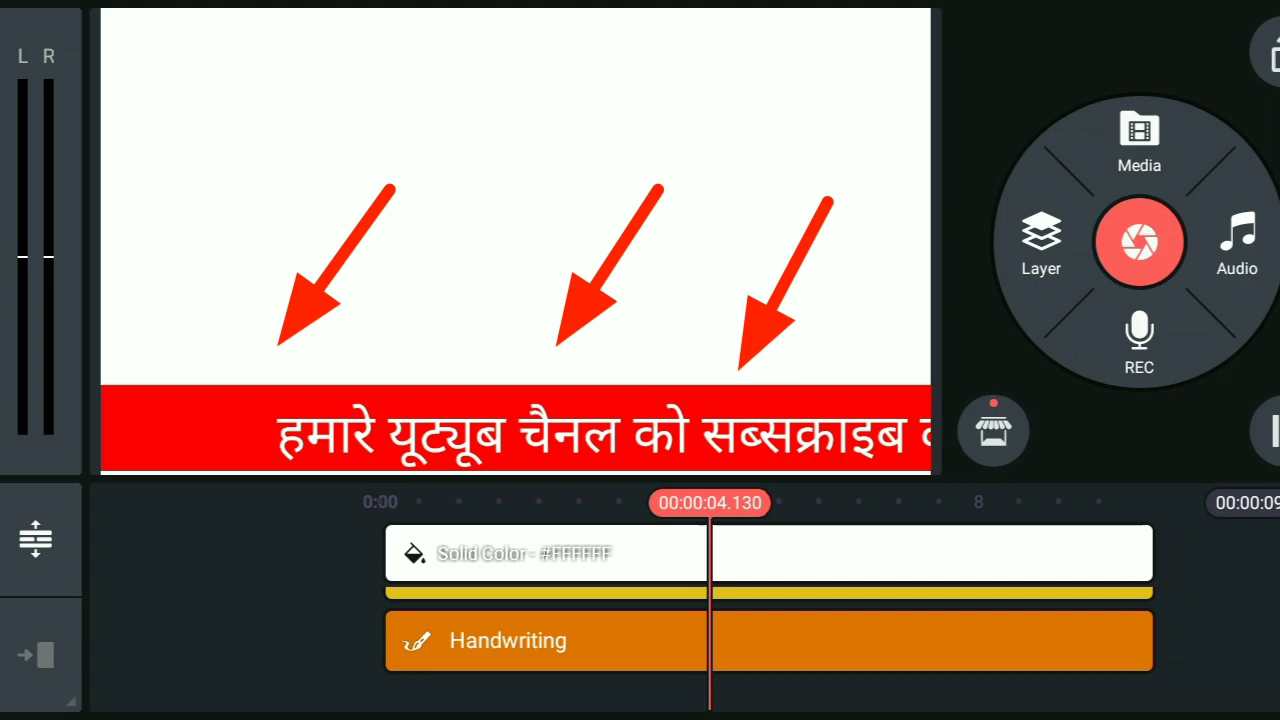 L R
Media
Layer
Audio
REC
हमारे यूट्यूब चैनल को सब्सक्राइब
0:00
00:00:04.130
8
00:00:09
Solid Color - #FFFFFF
Handwriting